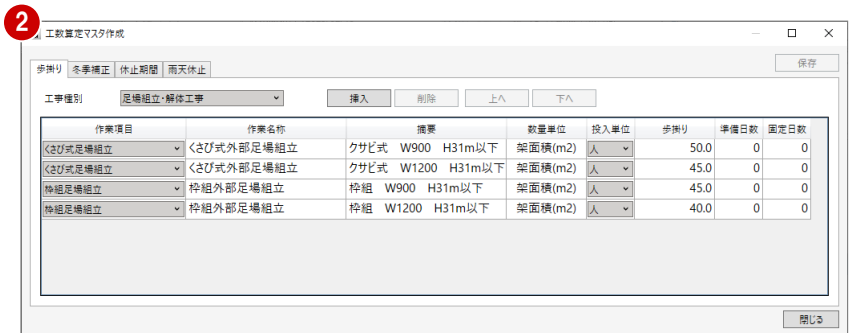 2
工数算定マスタ作成
歩掛り 冬季補正 休止期間 雨天休止
保存
工事種別 足場組立・解体工事 挿入 削除 上へ 下へ
作業項目 作業名称 摘要 数量単位 投入単位 歩掛り 準備日数 固定日数
くさび式足場組立 くさび式外部足場組立 クサビ式 W900 H31m以下 架面積(m2) 人 50.0 0 0
くさび式足場組立 くさび式外部足場組立 クサビ式 W1200 H31m以下 架面積(m2) 人 45.0 0 0
枠組足場組立 枠組外部足場組立 枠組 W900 H31m以下 架面積(m2) 人 45.0 0 0
枠組足場組立 枠組外部足場組立 枠組 W1200 H31m以下 架面積(m2) 人 40.0 0 0
閉じる